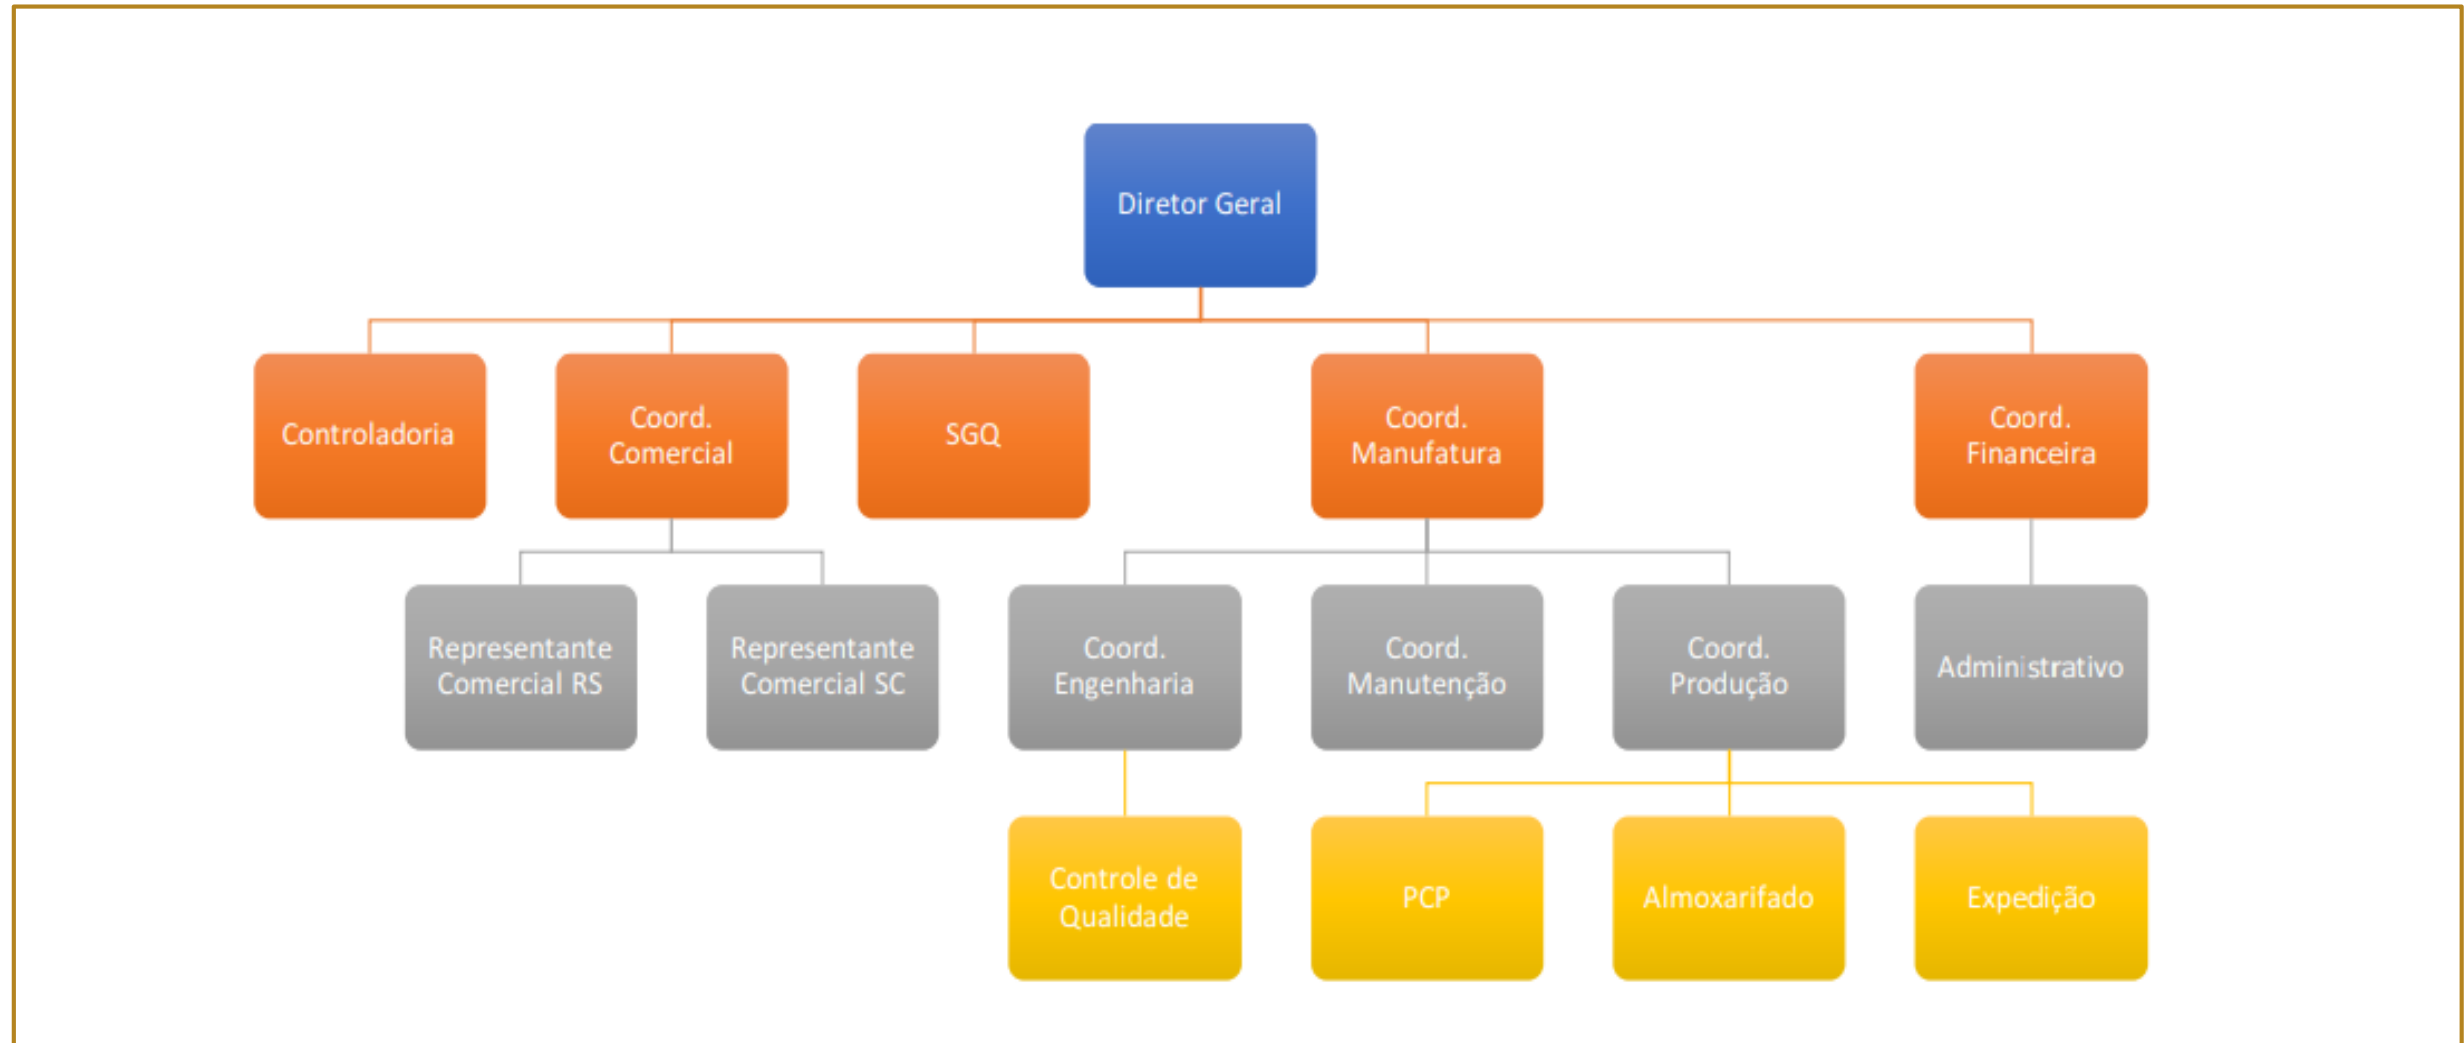 Diretor Geral
Controladoria
Coord.
Comercial
SGQ
Coord.
Manufatura
Coord.
Financeira
Representante
Comercial RS
Representante
Comercial SC
Coord.
Engenharia
Coord.
Manutenção
Coord.
Produção
Administrativo
Controle de
Qualidade
PCP
Almoxarifado
Expedição